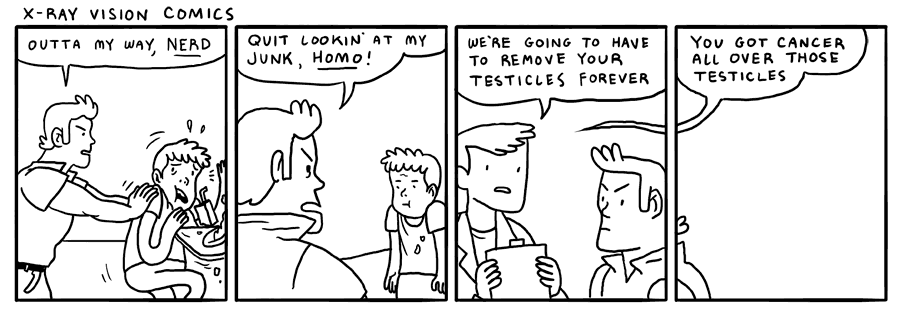 X-RAY VISION COMICS
OUTTA MY WAY, NERD
QUIT LOOKIN' AT MY
JUNK, HOMO!
WE'RE GOING TO HAVE
TO REMOVE YOUR
TESTICLES FOREVER
YOU GOT CANCER
ALL OVER THOSE
TESTICLES